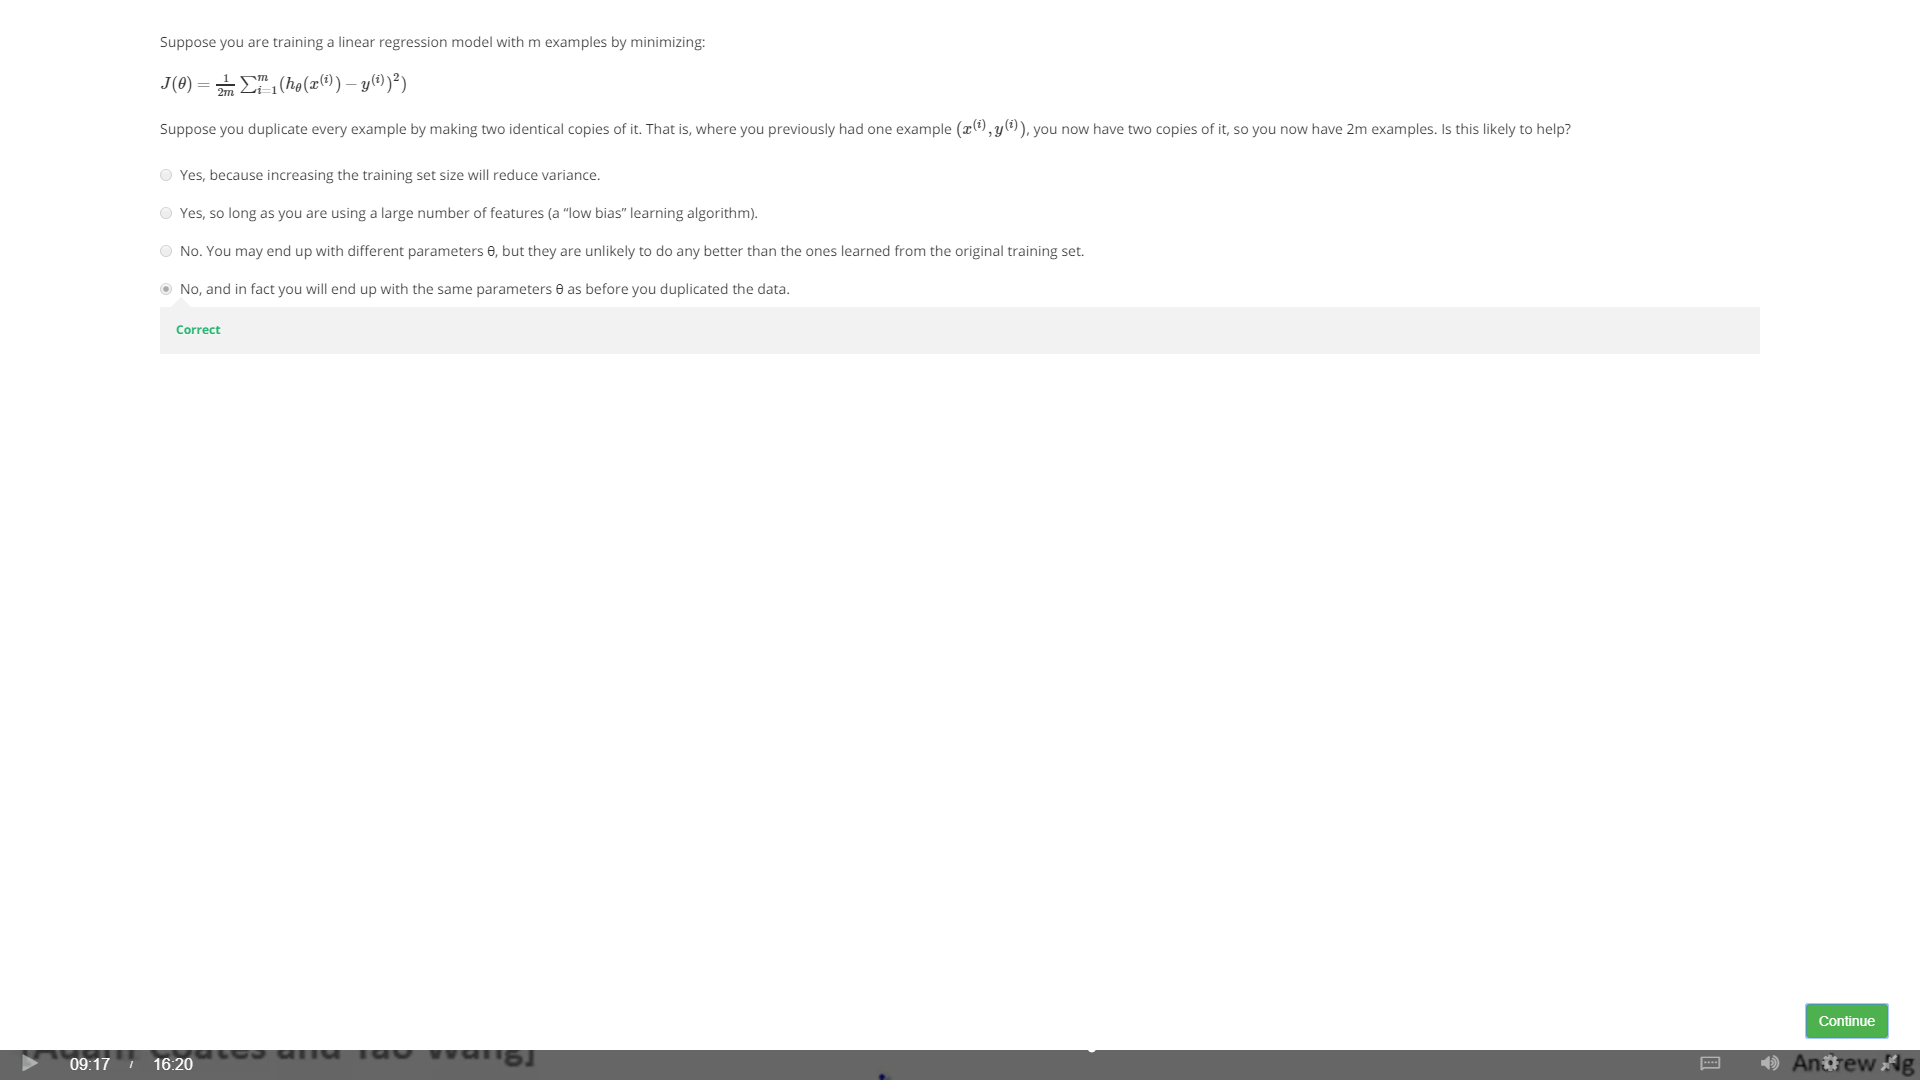 Suppose you are training a linear regression model with m examples by minimizing:
J(θ) = 1/2m ∑ᵐᵢ₌₁(hθ(x⁽ⁱ⁾) − y⁽ⁱ⁾)²)
Suppose you duplicate every example by making two identical copies of it. That is, where you previously had one example (x⁽ⁱ⁾, y⁽ⁱ⁾), you now have two copies of it, so you now have 2m examples. Is this likely to help?
Yes, because increasing the training set size will reduce variance.
Yes, so long as you are using a large number of features (a “low bias” learning algorithm).
No. You may end up with different parameters θ, but they are unlikely to do any better than the ones learned from the original training set.
No, and in fact you will end up with the same parameters θ as before you duplicated the data.
Correct
Continue
Adam Coates and Tao Wang]
09:17 / 16:20
Andrew Ng